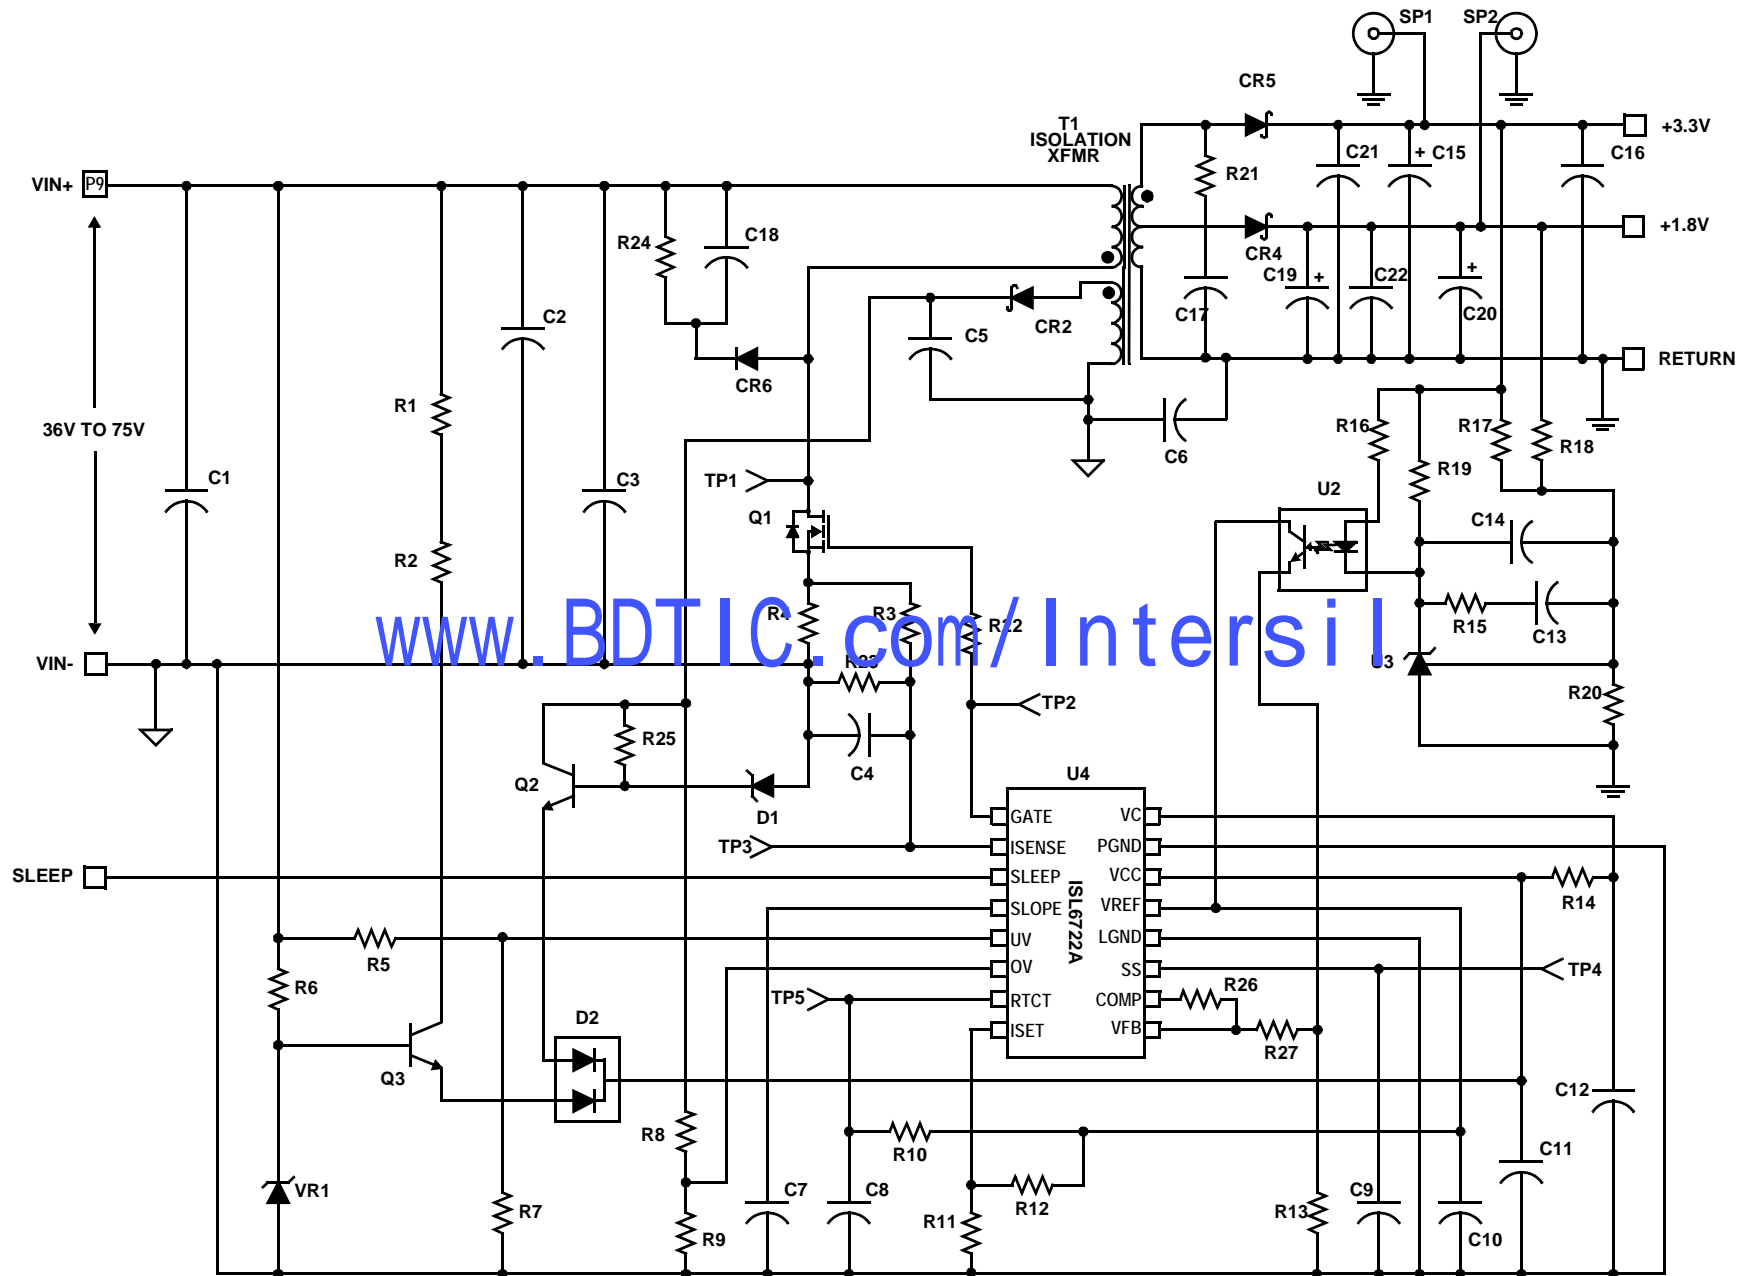 SP1
SP2
CR5
T1
ISOLATION
XFMR
+3.3V
C21
+ C15
C16
R21
VIN+
P9
+1.8V
R24
C18
CR4
C19
+
C22
+
C20
C17
CR2
C5
C2
CR6
RETURN
R1
36V TO 75V
R16
R17
R18
C6
R19
C1
C3
TP1
U2
Q1
C14
R2
www.BDTIC.com/Intersil
R4
R3
R22
R15
C13
VIN-
R23
U3
R20
TP2
R25
C4
U4
Q2
D1
GATE
VC
TP3
ISENSE
PGND
SLEEP
SLEEP
VCC
R14
SLOPE
VREF
ISL6722A
R5
UV
LGND
OV
SS
TP4
R6
R26
TP5
RTCT
COMP
D2
ISET
VFB
R27
Q3
C12
R8
R10
C11
VR1
C7
C8
R12
C9
R7
R9
R11
R13
C10